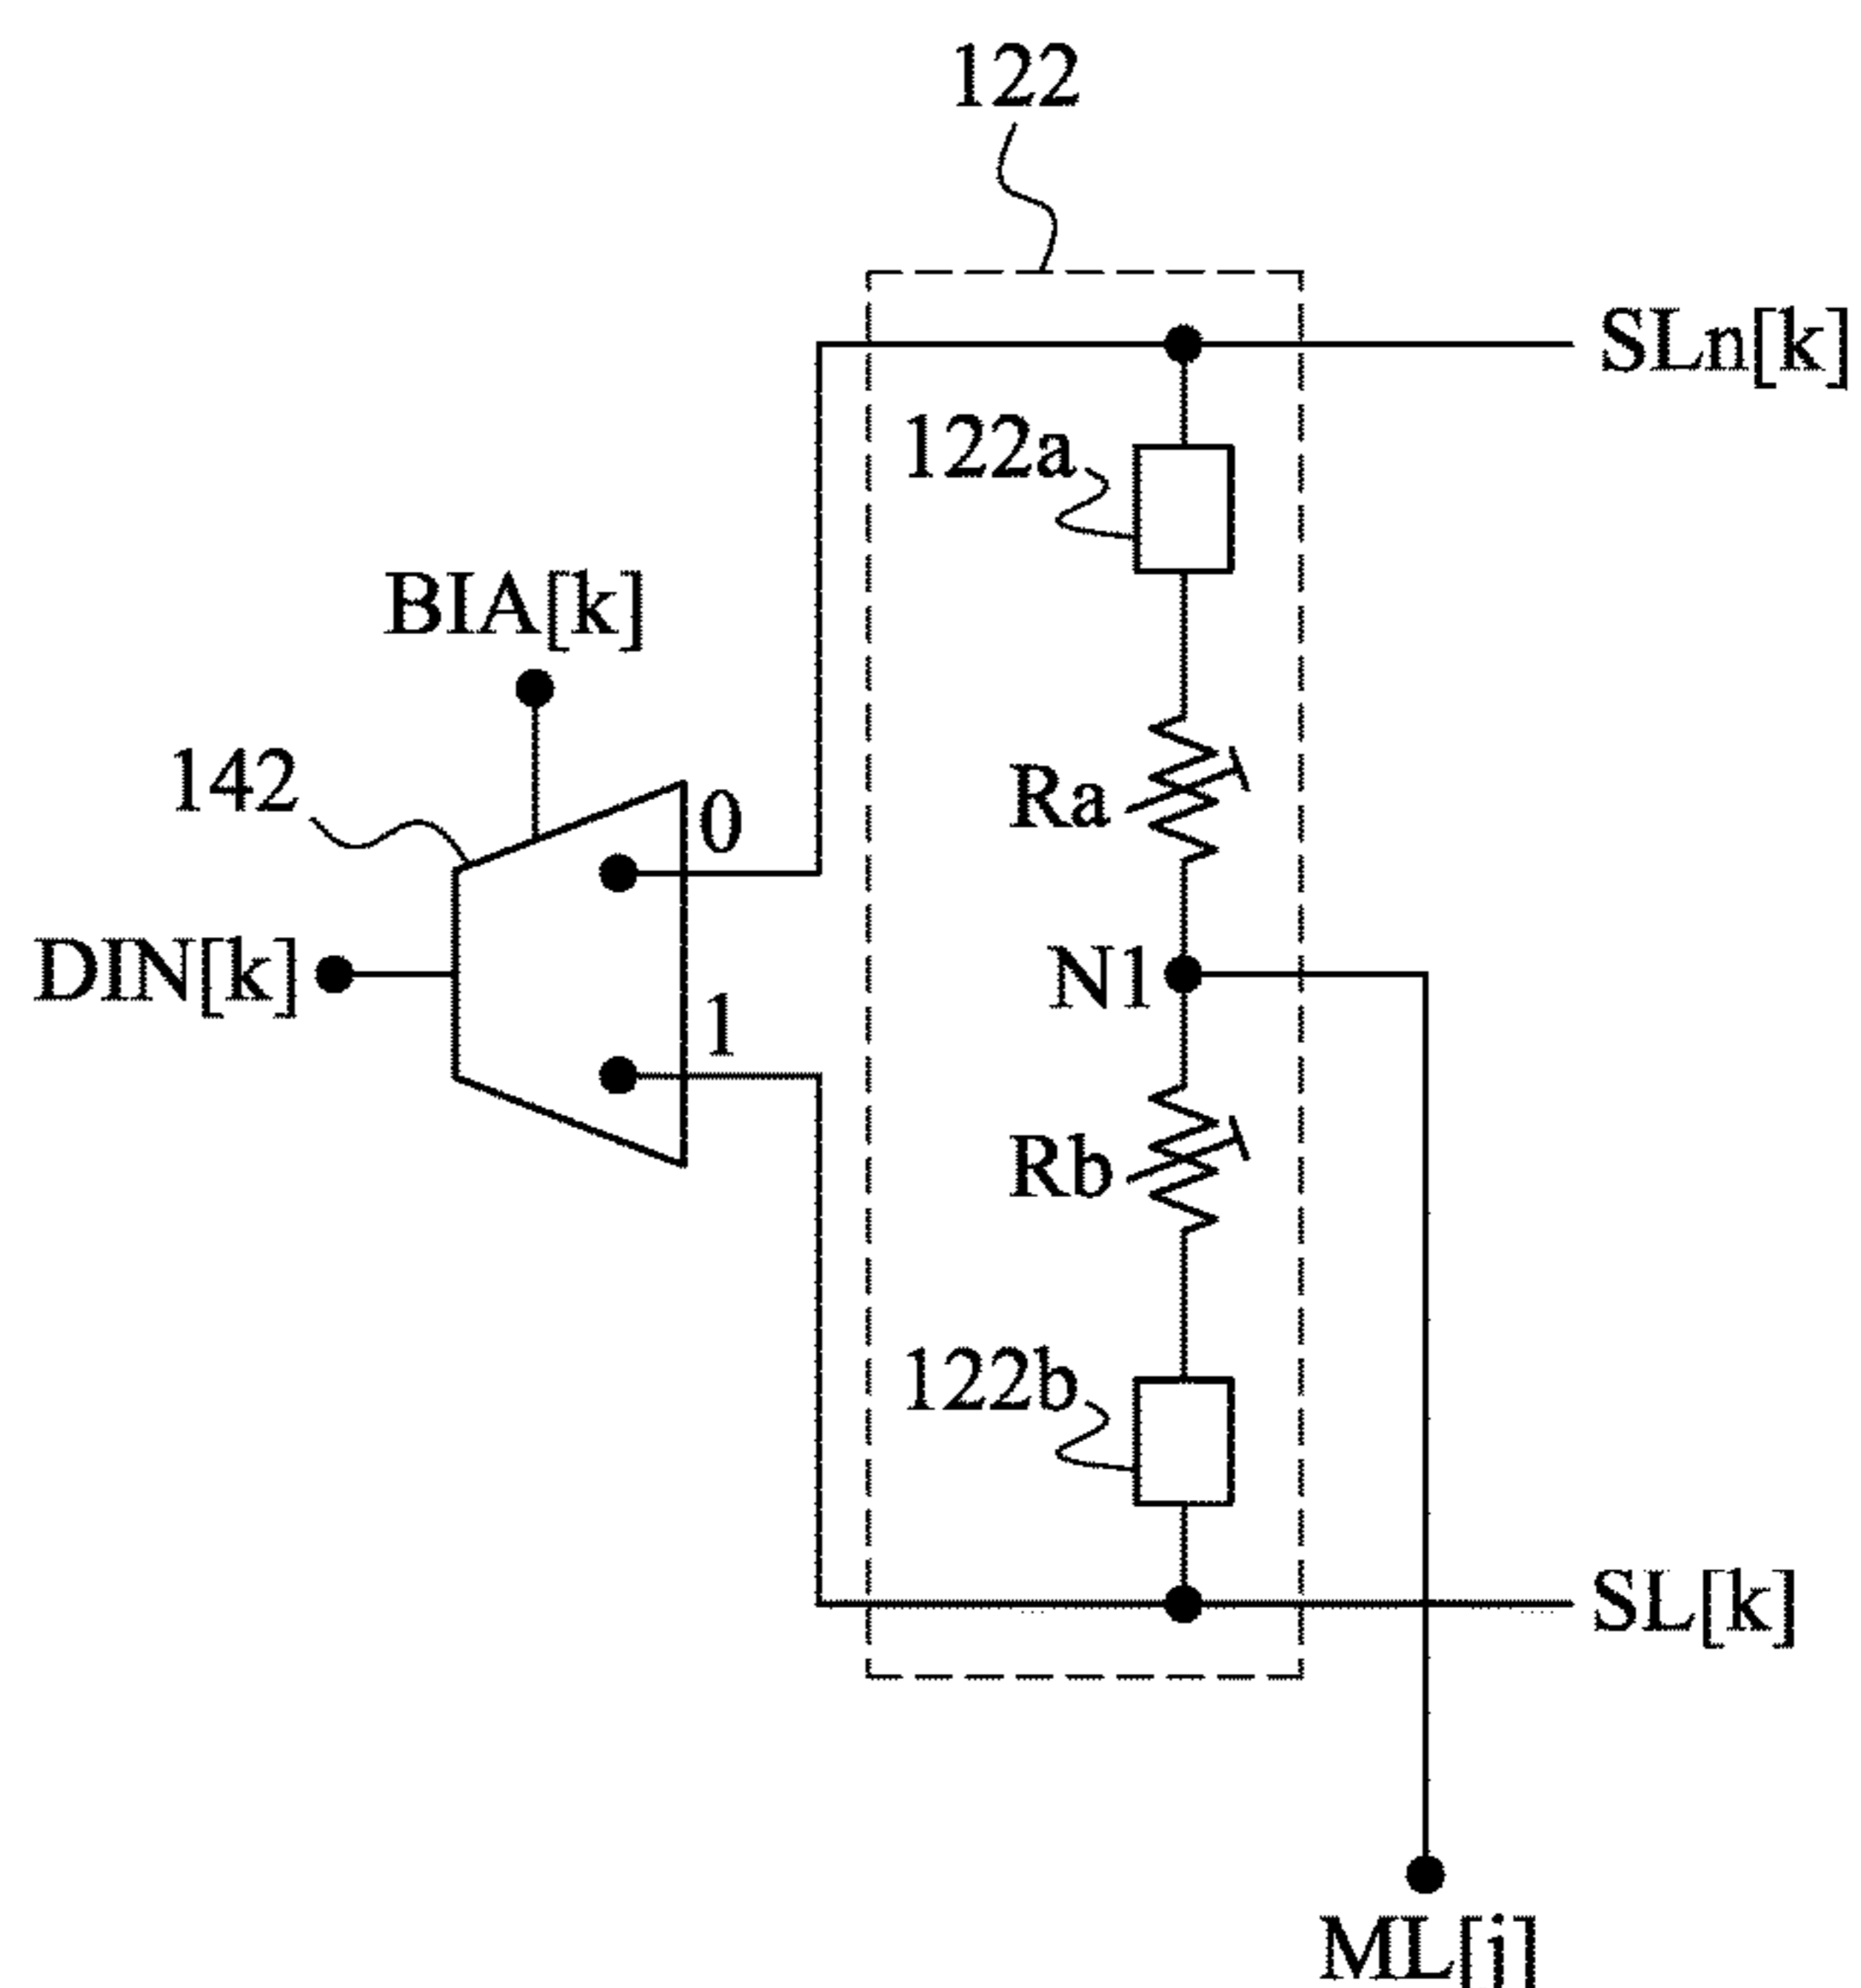 122
SLn[k]
122a
BIA[k]
142
0
Ra
DIN[k]
N1
1
Rb
122b
SL[k]
ML[j]